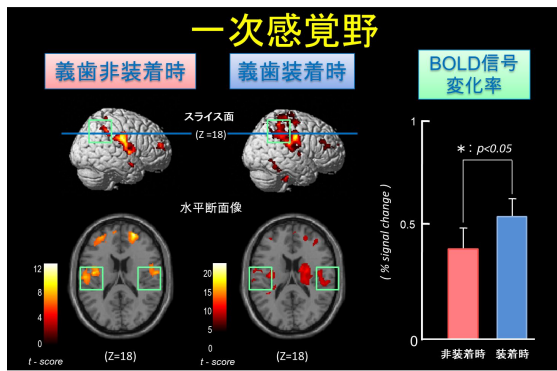 一次感覚野
義歯非装着時
義歯装着時
BOLD信号
変化率
スライス面
(Z =18)
水平断面像
12
8
4
0
t - score
(Z=18)
20
15
10
5
0
t - score
(Z=18)
( % signal change )
1
0.5
0
＊：p<0.05
非装着時
装着時